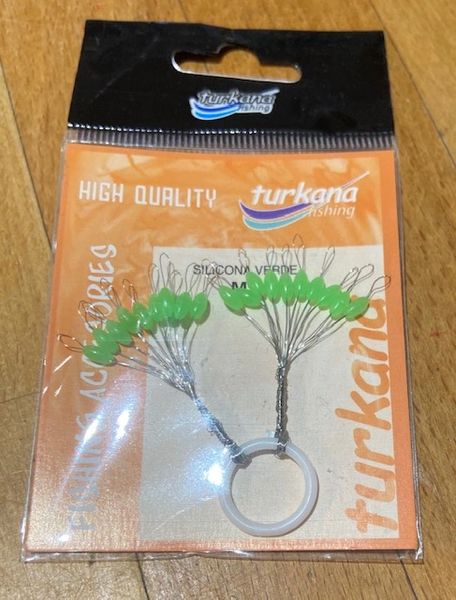 turkana
fishing
HIGH QUALITY
turkana
fishing
SILICONA VERDE
M
FISHING ACCESSORIES
turkana